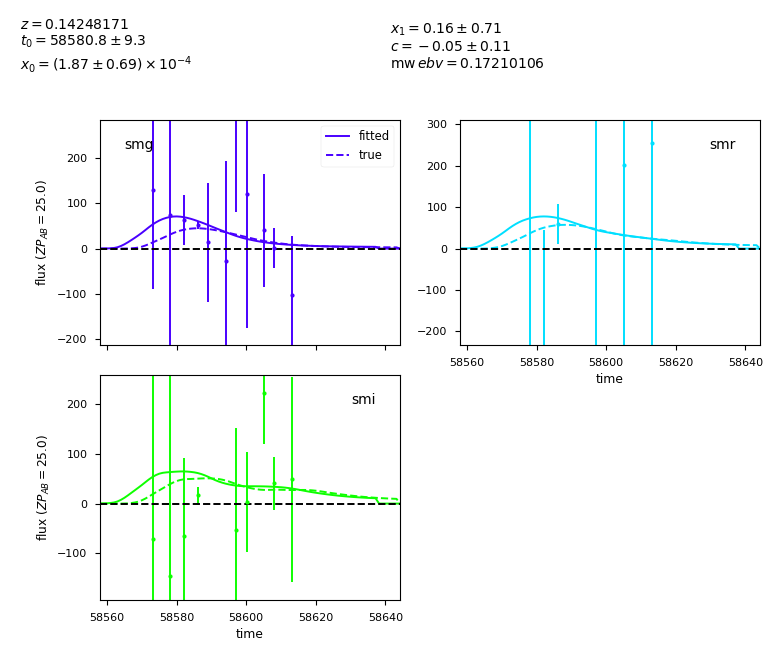 z = 0.14248171
t₀ = 58580.8 ± 9.3
x₀ = (1.87 ± 0.69) × 10⁻⁴
x₁ = 0.16 ± 0.71
c = −0.05 ± 0.11
mw ebv = 0.17210106
smg
fitted
true
200
100
0
−100
−200
flux (ZP_AB = 25.0)
smr
300
200
100
0
−100
−200
58560 58580 58600 58620 58640
time
smi
200
100
0
−100
flux (ZP_AB = 25.0)
58560 58580 58600 58620 58640
time